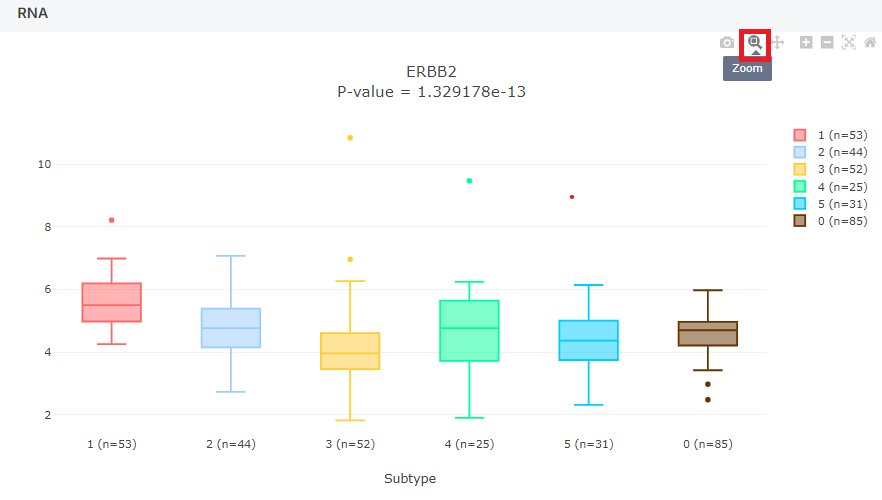 RNA
Zoom
ERBB2
P-value = 1.329178e-13
1 (n=53)
2 (n=44)
3 (n=52)
4 (n=25)
5 (n=31)
0 (n=85)
10
8
6
4
2
1 (n=53) 2 (n=44) 3 (n=52) 4 (n=25) 5 (n=31) 0 (n=85)
Subtype